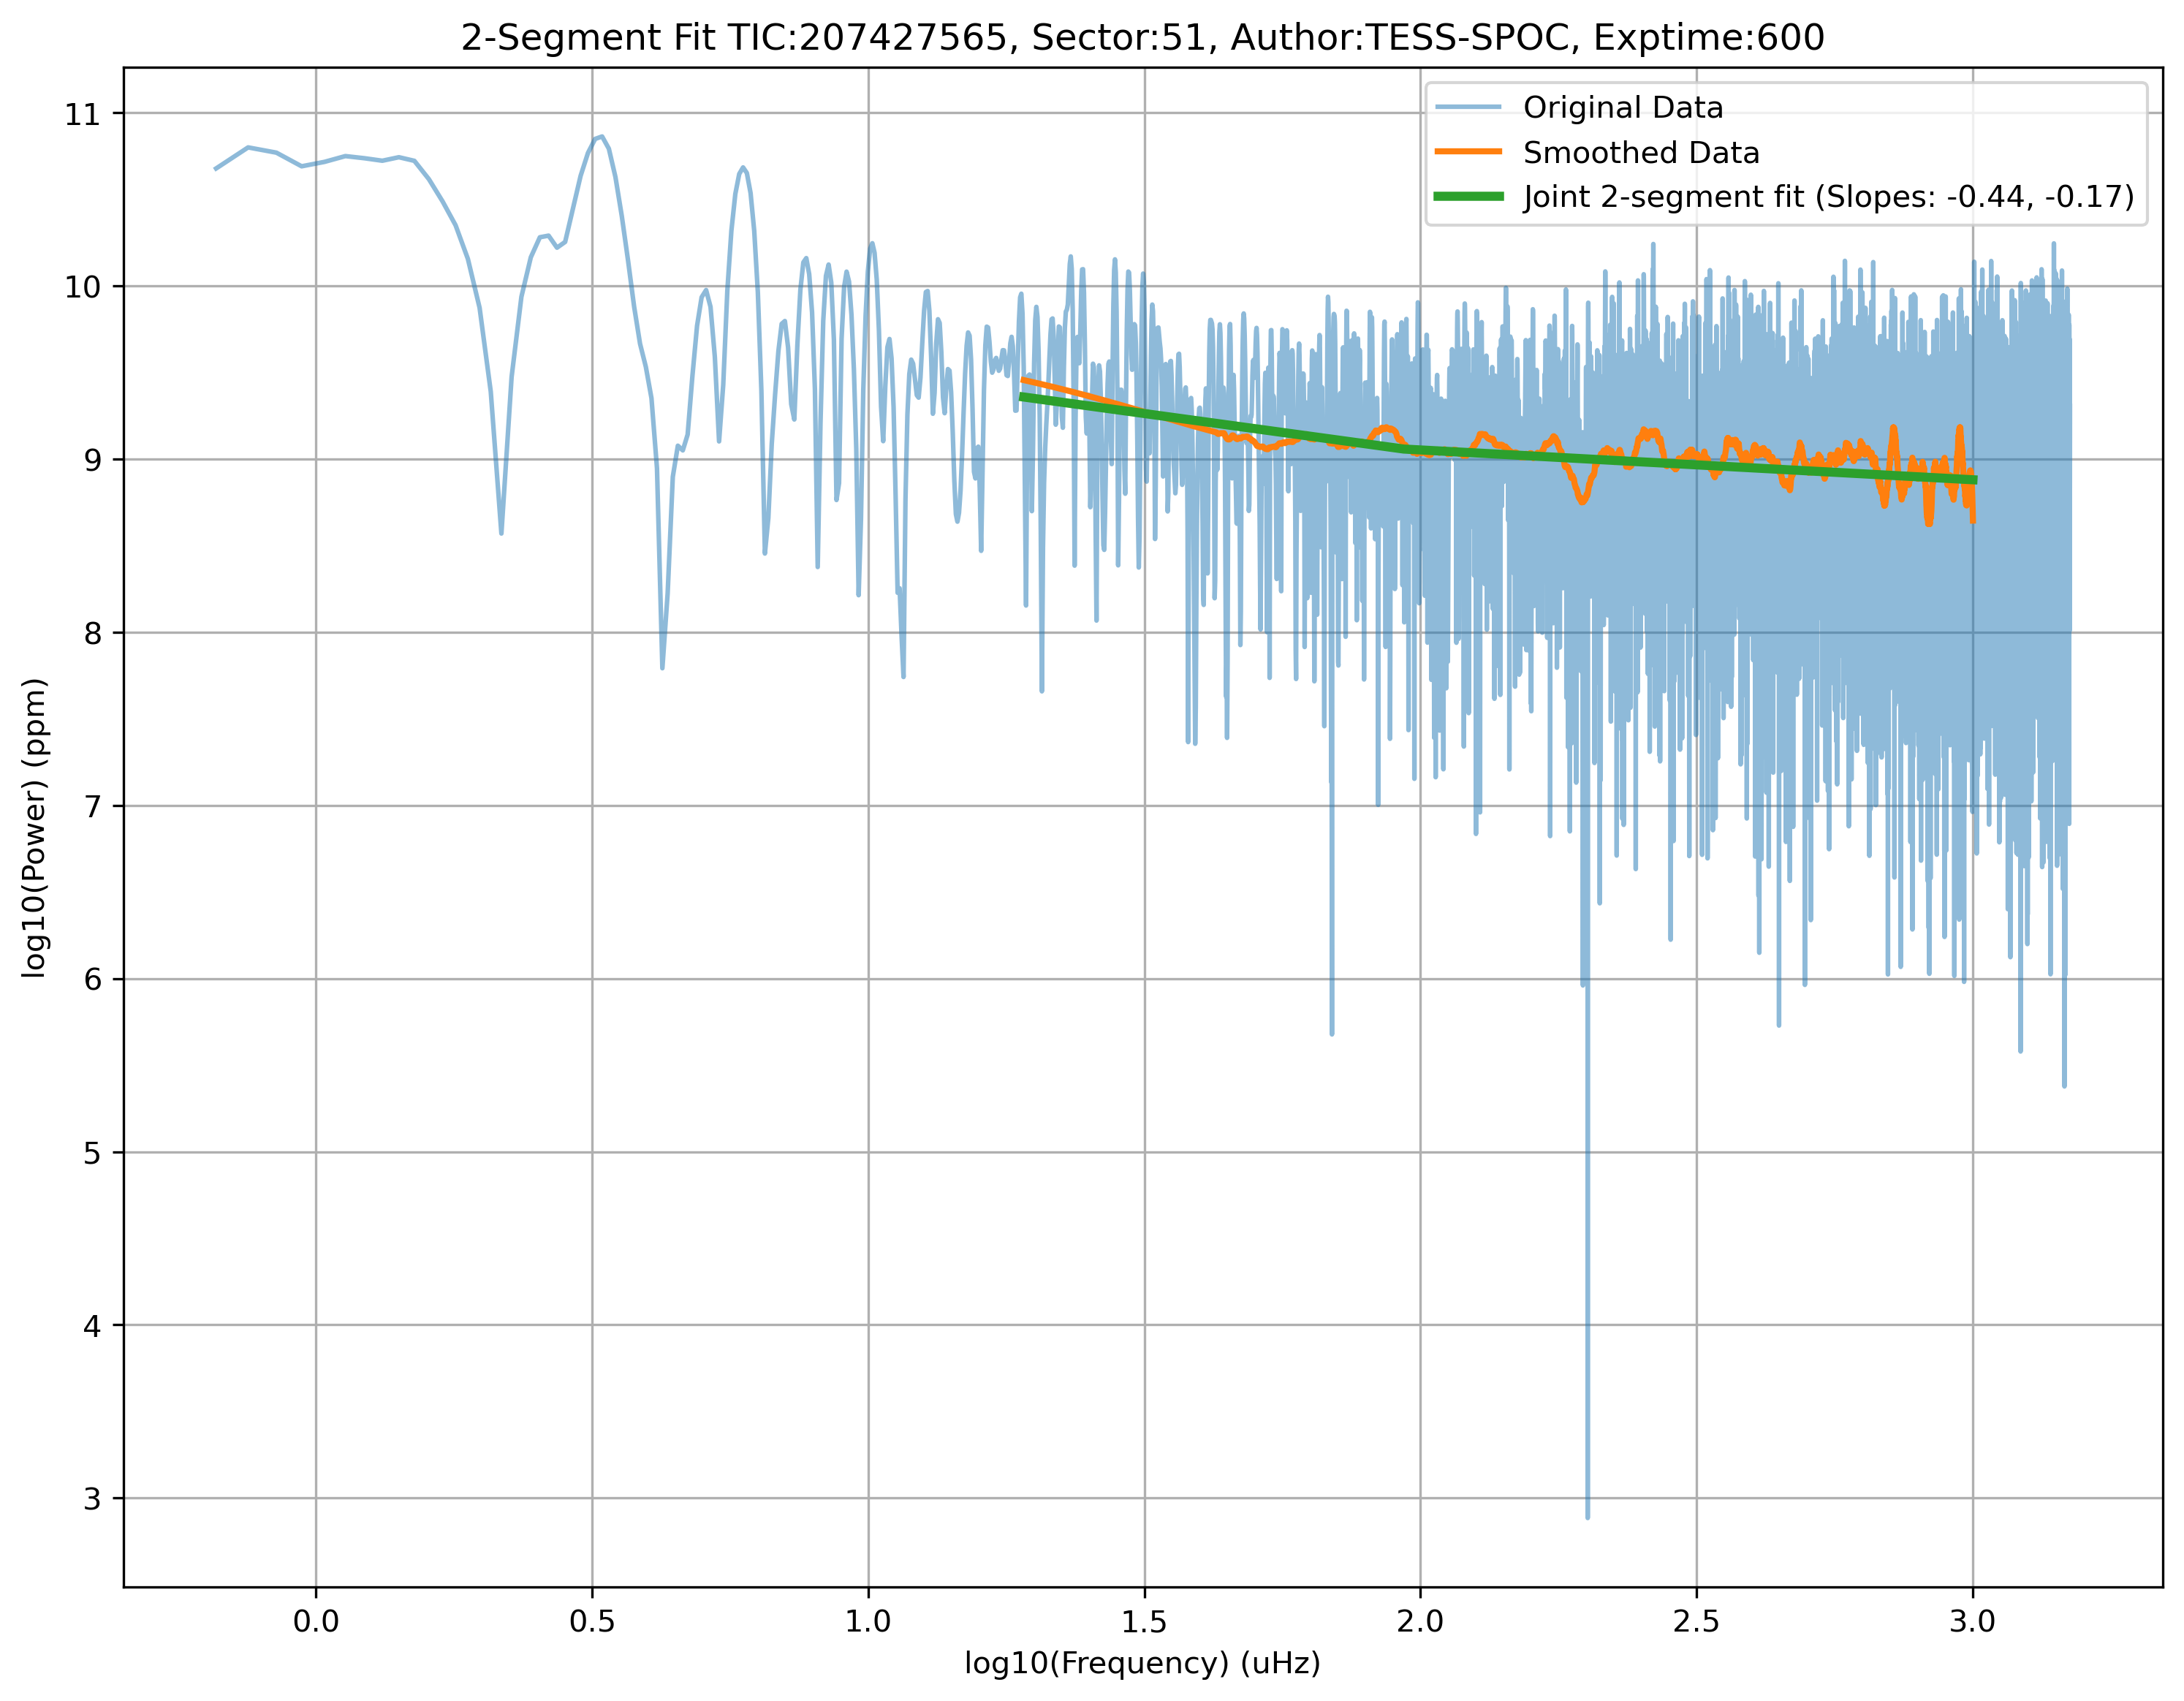 2-Segment Fit TIC:207427565, Sector:51, Author:TESS-SPOC, Exptime:600
Original Data
Smoothed Data
Joint 2-segment fit (Slopes: -0.44, -0.17)
log10(Power) (ppm)
11
10
9
8
7
6
5
4
3
0.0 0.5 1.0 1.5 2.0 2.5 3.0
log10(Frequency) (uHz)